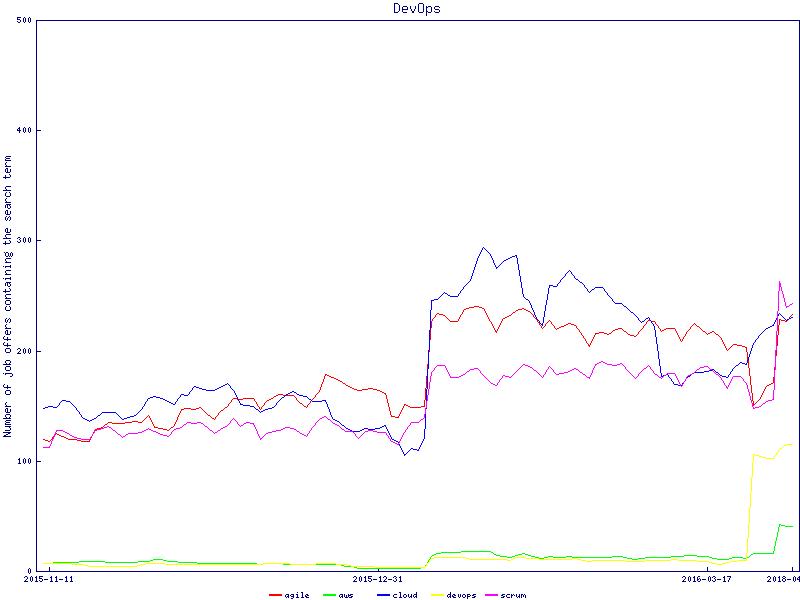 DevOps
500
400
300
200
100
0
Number of job offers containing the search term
2015-11-11 2015-12-31 2016-03-17 2018-04
agile aws cloud devops scrum